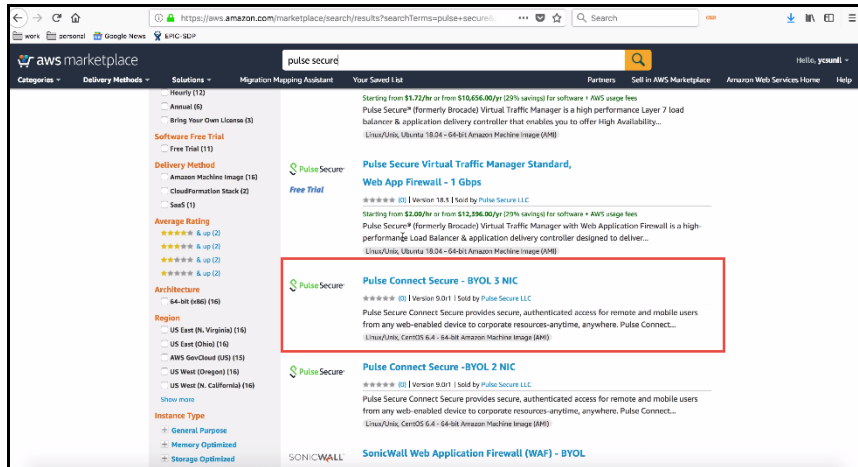 https://aws.amazon.com/marketplace/search/results?searchTerms=pulse+secure&
Search
work
personal
Google News
EPIC-SDP
aws marketplace
pulse secure
Hello, ycsunil
Categories
Delivery Methods
Solutions
Migration Mapping Assistant
Your Saved List
Partners
Sell in AWS Marketplace
Amazon Web Services Home
Help
Hourly (12)
Annual (6)
Bring Your Own License (3)
Software Free Trial
Free Trial (11)
Delivery Method
Amazon Machine Image (16)
CloudFormation Stack (2)
SaaS (1)
Average Rating
& up (2)
& up (2)
& up (2)
& up (2)
Architecture
64-bit (x86) (16)
Region
US East (N. Virginia) (16)
US East (Ohio) (16)
AWS GovCloud (US) (15)
US West (Oregon) (16)
US West (N. California) (16)
Show more
Instance Type
General Purpose
Memory Optimized
Storage Optimized
Starting from $1.72/hr or from $10,656.00/yr (29% savings) for software + AWS usage fees
Pulse Secure® (formerly Brocade) Virtual Traffic Manager is a high performance Layer 7 load
balancer & application delivery controller that enables you to offer High Availability...
Linux/Unix, Ubuntu 18.04 - 64-bit Amazon Machine Image (AMI)
Pulse Secure
Free Trial
Pulse Secure Virtual Traffic Manager Standard,
Web App Firewall - 1 Gbps
(0) | Version 18.3 | Sold by Pulse Secure LLC
Starting from $2.00/hr or from $12,396.00/yr (29% savings) for software + AWS usage fees
Pulse Secure® (formerly Brocade) Virtual Traffic Manager with Web Application Firewall is a high-
performance Load Balancer & application delivery controller designed to deliver...
Linux/Unix, Ubuntu 18.04 - 64-bit Amazon Machine Image (AMI)
Pulse Secure
Pulse Connect Secure - BYOL 3 NIC
(0) | Version 9.0r1 | Sold by Pulse Secure LLC
Pulse Secure Connect Secure provides secure, authenticated access for remote and mobile users
from any web-enabled device to corporate resources-anytime, anywhere. Pulse Connect...
Linux/Unix, CentOS 6.4 - 64-bit Amazon Machine Image (AMI)
Pulse Secure
Pulse Connect Secure -BYOL 2 NIC
(0) | Version 9.0r1 | Sold by Pulse Secure LLC
Pulse Secure Connect Secure provides secure, authenticated access for remote and mobile users
from any web-enabled device to corporate resources-anytime, anywhere. Pulse Connect...
Linux/Unix, CentOS 6.4 - 64-bit Amazon Machine Image (AMI)
SONICWALL
SonicWall Web Application Firewall (WAF) - BYOL